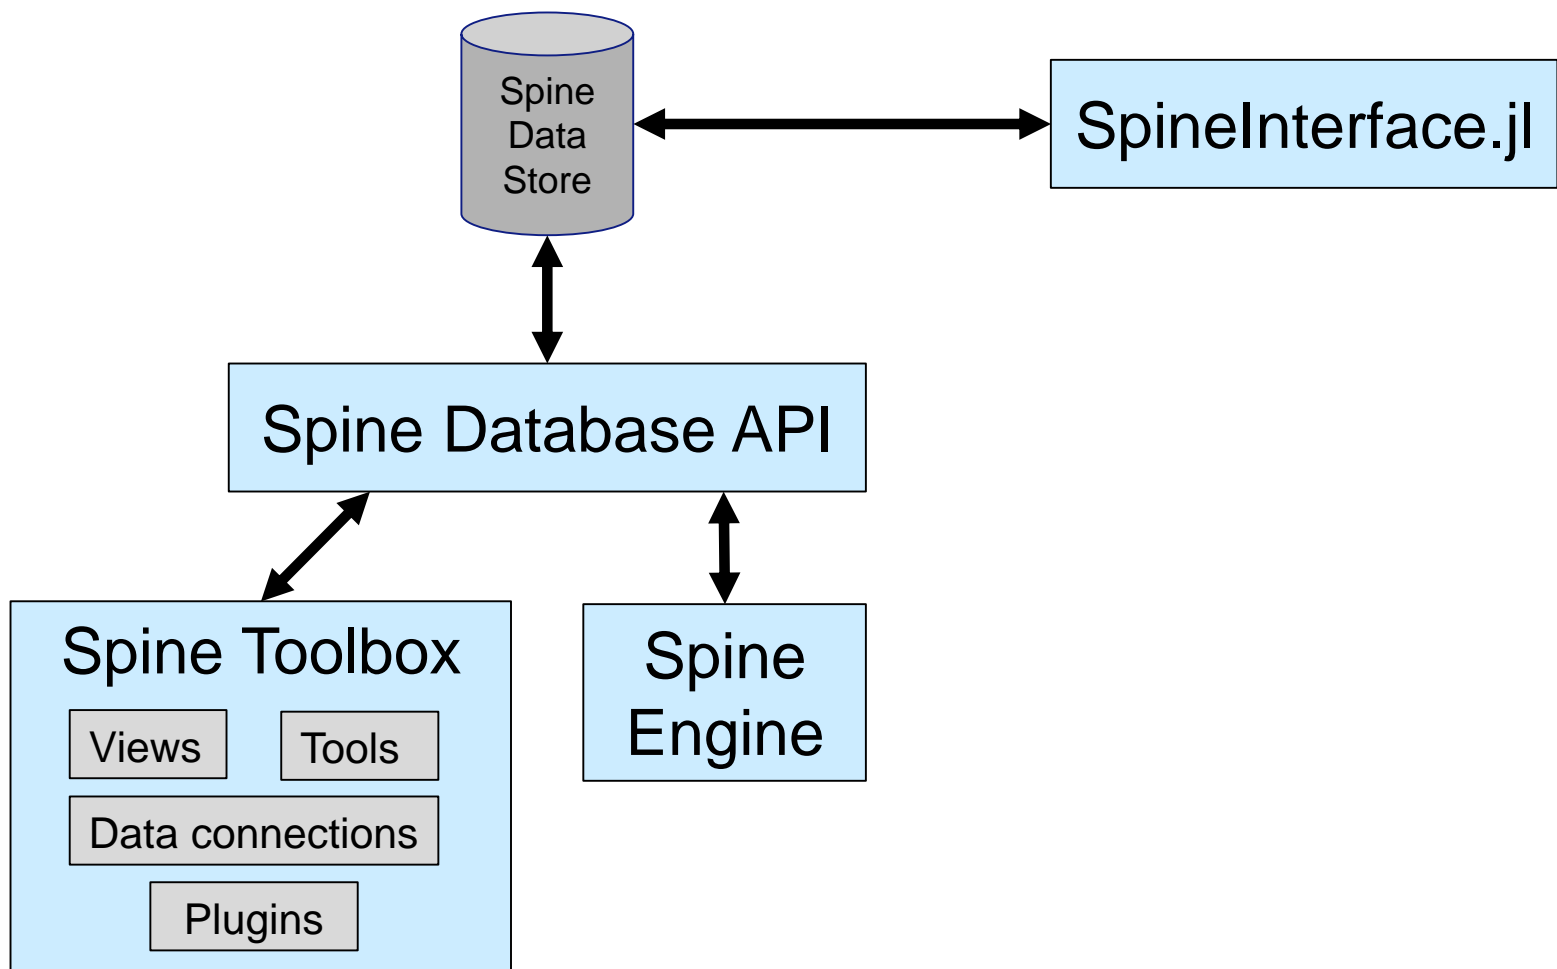 Spine
Data
Store
SpineInterface.jl
Spine Database API
Spine Toolbox
Views
Tools
Data connections
Plugins
Spine
Engine